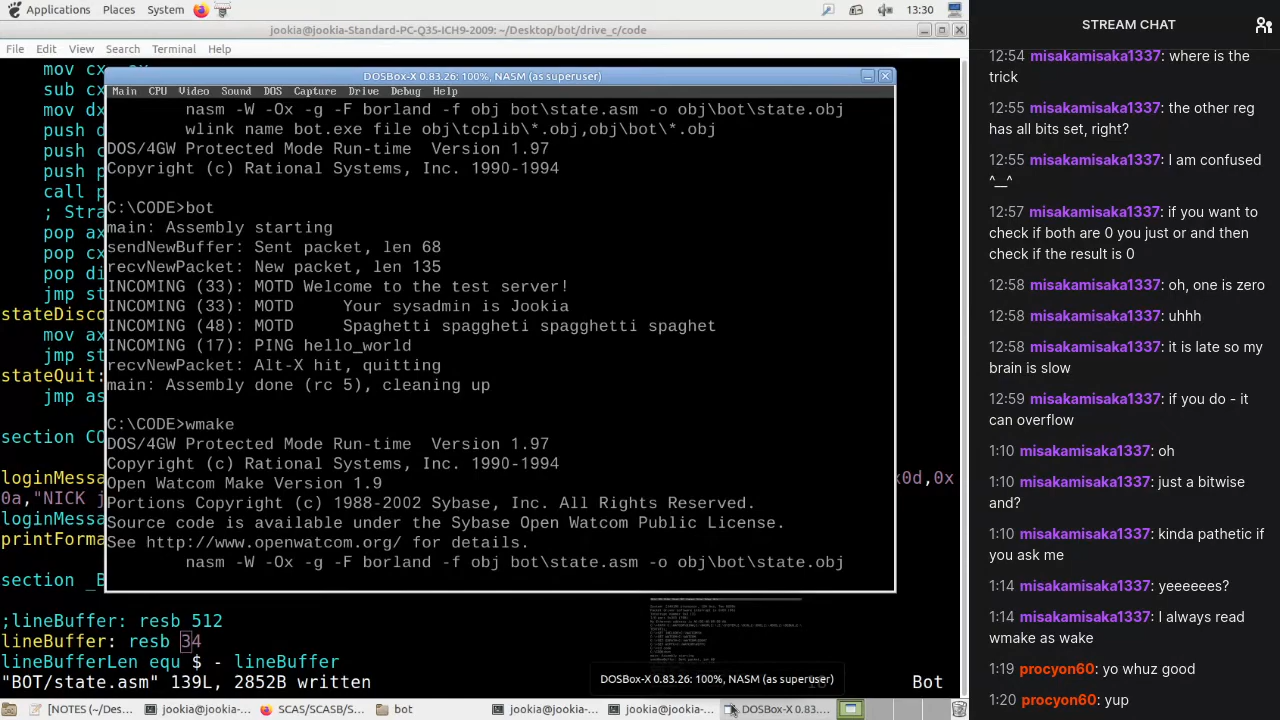 Applications Places System 13:30
jookia@jookia-Standard-PC-Q35-ICH9-2009: ~/Desktop/bot/drive_c/code
File Edit View Search Terminal Help
mov cx
sub cx
mov dx
push d
push c
push p
call p
; Stra
pop ax
pop cx
pop di
jmp st
stateDisco
mov ax
jmp st
stateQuit:
jmp as
section CO
loginMessa x0d,0x
0a,"NICK j
loginMessa
printForma
section _B
lineBuffer: resb 512
lineBuffer: resb 34
lineBufferLen equ $ - lineBuffer
"BOT/state.asm" 139L, 2852B written Bot
DOSBox-X 0.83.26: 100%, NASM (as superuser)
Main CPU Video Sound DOS Capture Drive Debug Help
nasm -W -Ox -g -F borland -f obj bot\state.asm -o obj\bot\state.obj
wlink name bot.exe file obj\tcplib\*.obj,obj\bot\*.obj
DOS/4GW Protected Mode Run-time Version 1.97
Copyright (c) Rational Systems, Inc. 1990-1994
C:\CODE>bot
main: Assembly starting
sendNewBuffer: Sent packet, len 68
recvNewPacket: New packet, len 135
INCOMING (33): MOTD Welcome to the test server!
INCOMING (33): MOTD Your sysadmin is Jookia
INCOMING (48): MOTD Spaghetti spaggheti spagghetti spaghet
INCOMING (17): PING hello_world
recvNewPacket: Alt-X hit, quitting
main: Assembly done (rc 5), cleaning up
C:\CODE>wmake
DOS/4GW Protected Mode Run-time Version 1.97
Copyright (c) Rational Systems, Inc. 1990-1994
Open Watcom Make Version 1.9
Portions Copyright (c) 1988-2002 Sybase, Inc. All Rights Reserved.
Source code is available under the Sybase Open Watcom Public License.
See http://www.openwatcom.org/ for details.
nasm -W -Ox -g -F borland -f obj bot\state.asm -o obj\bot\state.obj
DOSBox-X 0.83.26: 100%, NASM (as superuser)
[NOTES (~/Des... jookia@jookia-... SCAS/SCASB/SC... bot jookia@jookia-... jookia@jookia-... DOSBox-X 0.83....
STREAM CHAT
12:54 misakamisaka1337: where is the
trick
12:55 misakamisaka1337: the other reg
has all bits set, right?
12:55 misakamisaka1337: I am confused
^__^
12:57 misakamisaka1337: if you want to
check if both are 0 you just or and then
check if the result is 0
12:58 misakamisaka1337: oh, one is zero
12:58 misakamisaka1337: uhhh
12:58 misakamisaka1337: it is late so my
brain is slow
12:59 misakamisaka1337: if you do - it
can overflow
1:10 misakamisaka1337: oh
1:10 misakamisaka1337: just a bitwise
and?
1:10 misakamisaka1337: kinda pathetic if
you ask me
1:14 misakamisaka1337: yeeeeees?
1:14 misakamisaka1337: I always read
wmake as wake
1:19 procyon60: yo whuz good
1:20 procyon60: yup